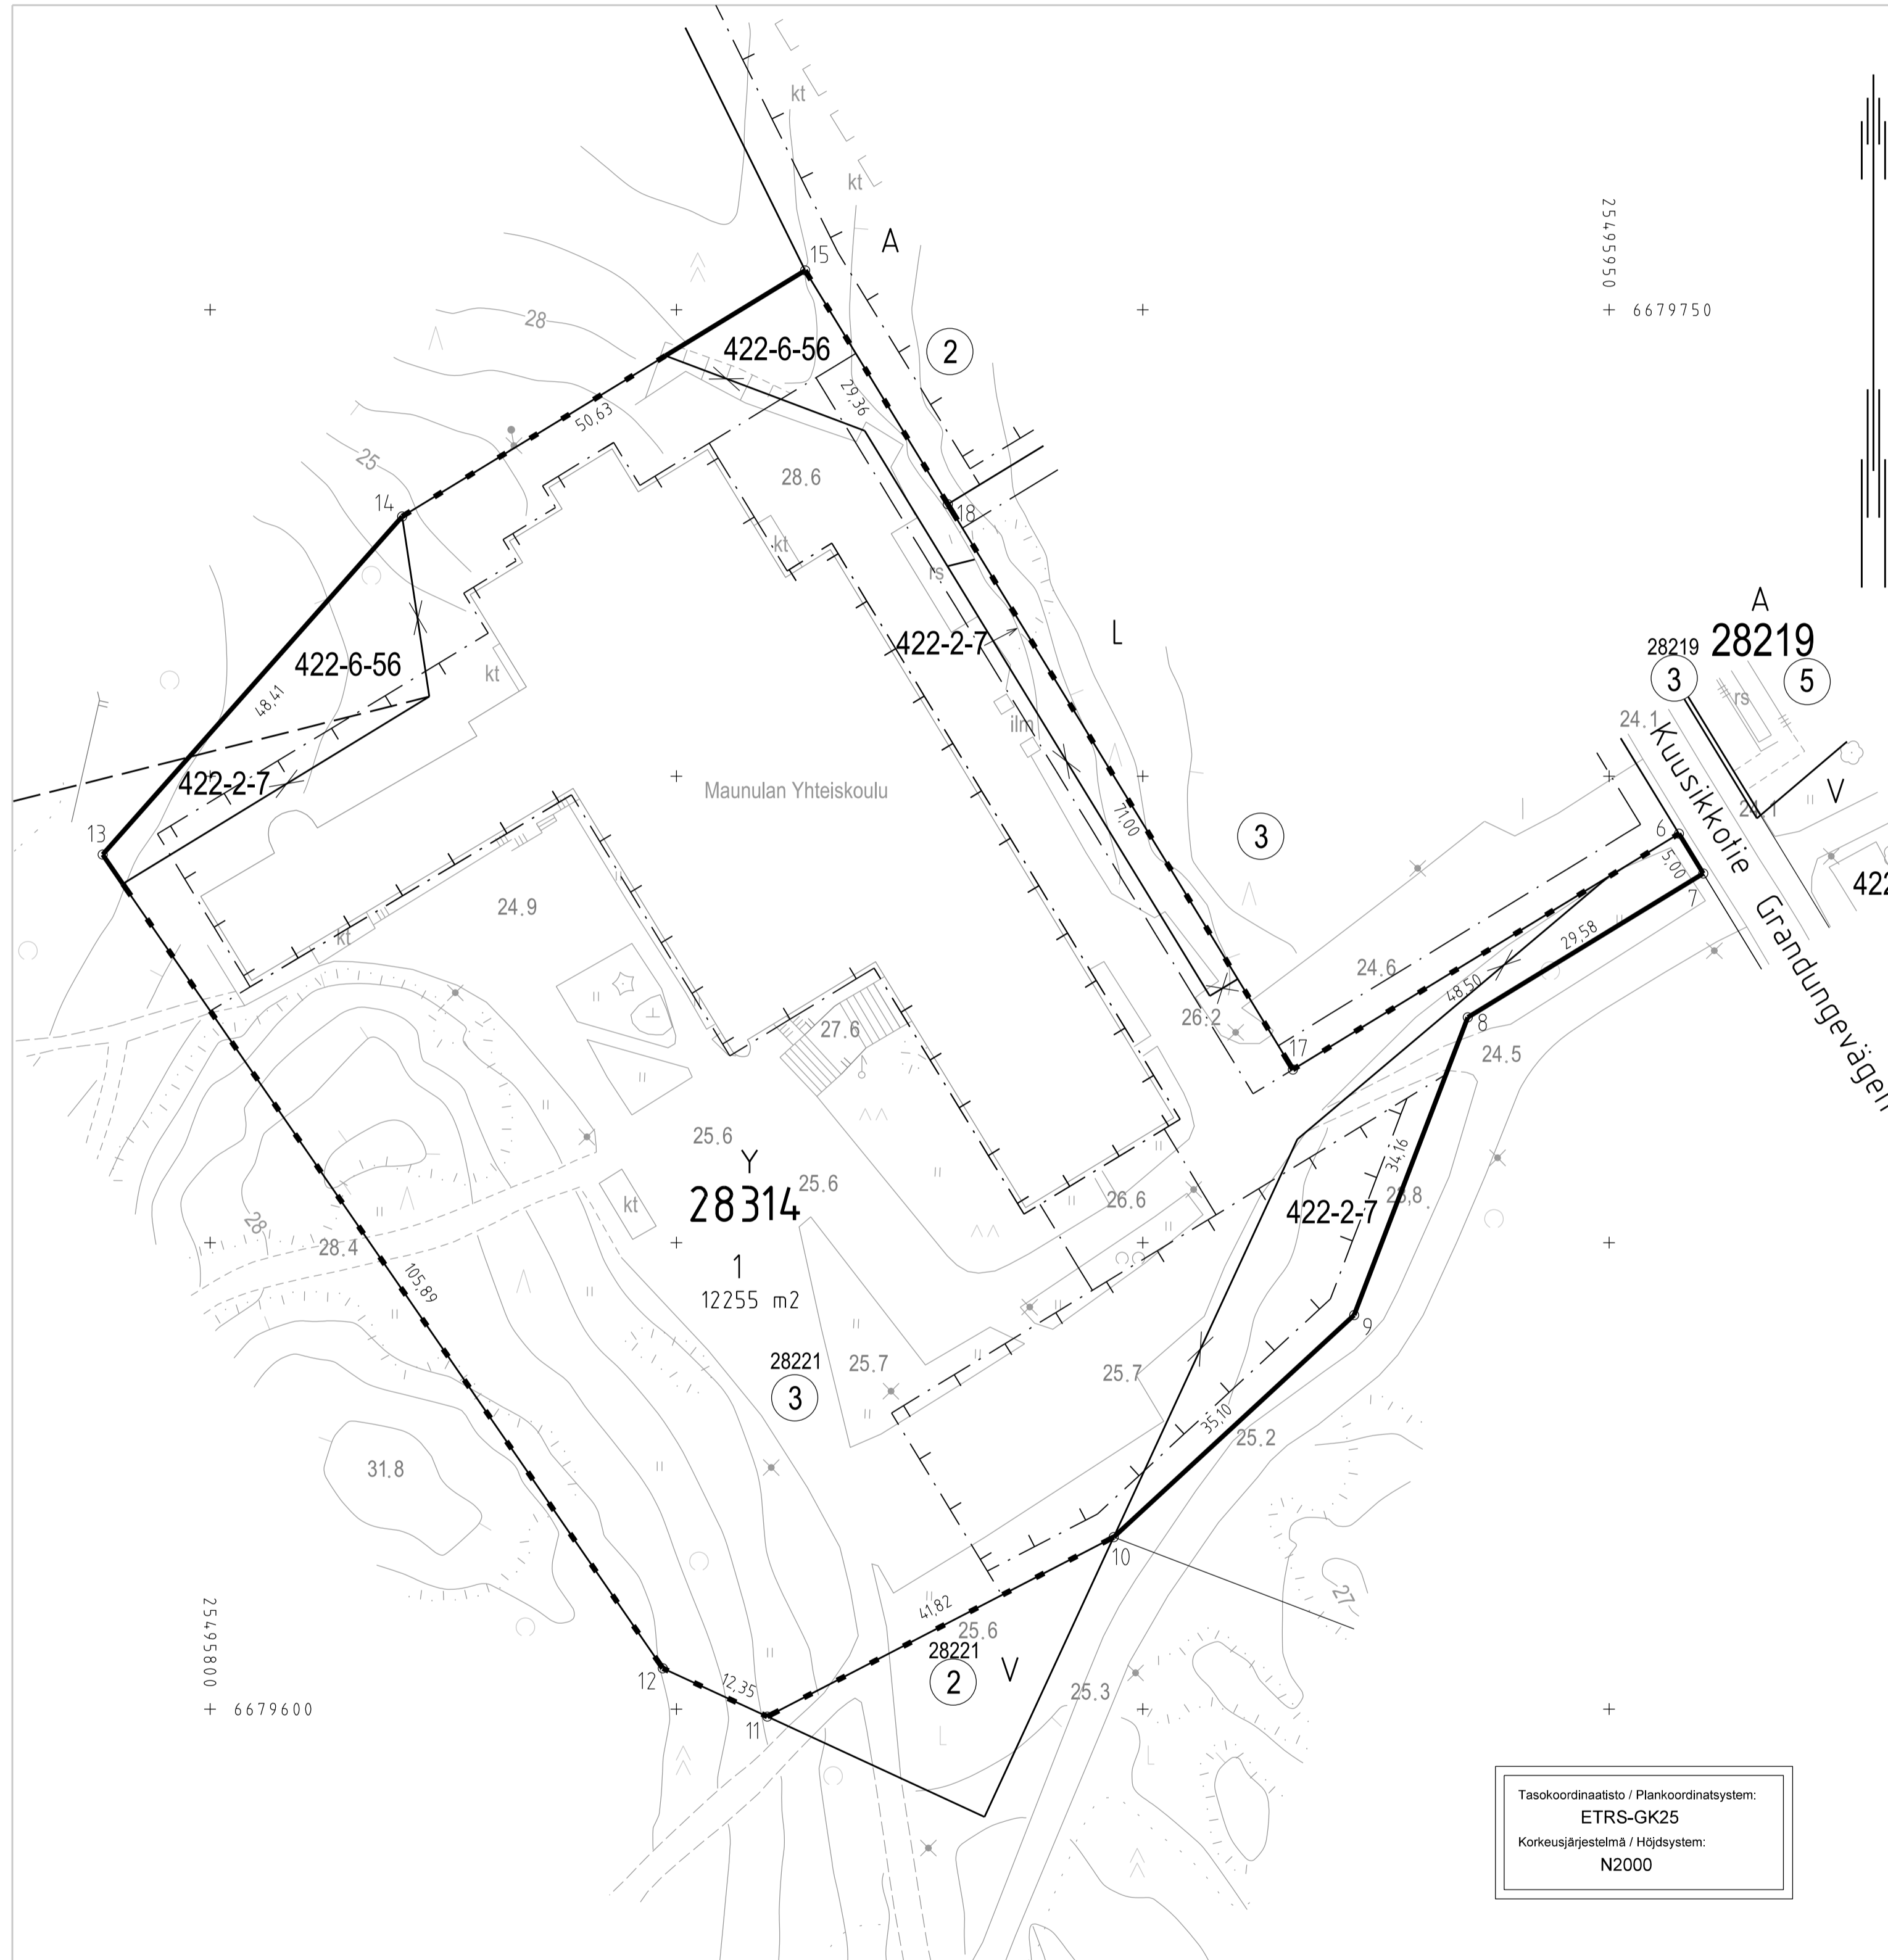 kt
kt
A
15
25495950
6679750
28
422-6-56
2
29,36
50,63
25
28.6
14
18
kt
rs
A
422-2-7
L
28219
28219
422-6-56
3
5
kt
rs
48,41
24.1
ilm
422-2-7
Maunulan Yhteiskoulu
24.1
V
Kuusikkotie
Grandungevägen
71,00
13
3
6
5,00
7
422
24.9
29,58
kt
24.6
48,50
26.2
8
27.6
24.5
17
25.6
34,16
Y
28314
25.6
26.6
422-2-7
kt
28
28.4
1
105,89
12255 m2
9
28221
25.7
25.7
3
35,10
25.2
31.8
10
27
41,82
25.6
28221
2
V
25495800
12
12,35
25.3
11
6679600
Tasokoordinaatisto / Plankoordinatsystem:
ETRS-GK25
Korkeusjärjestelmä / Höjdsystem:
N2000